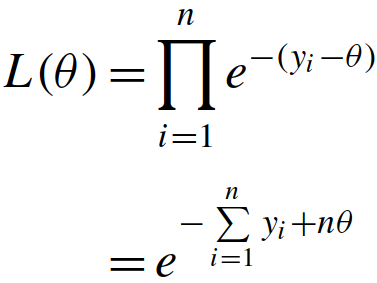 L(θ) = ∏_{i=1}^{n} e^{-(y_i - θ)}
= e^{-∑_{i=1}^{n} y_i + nθ}